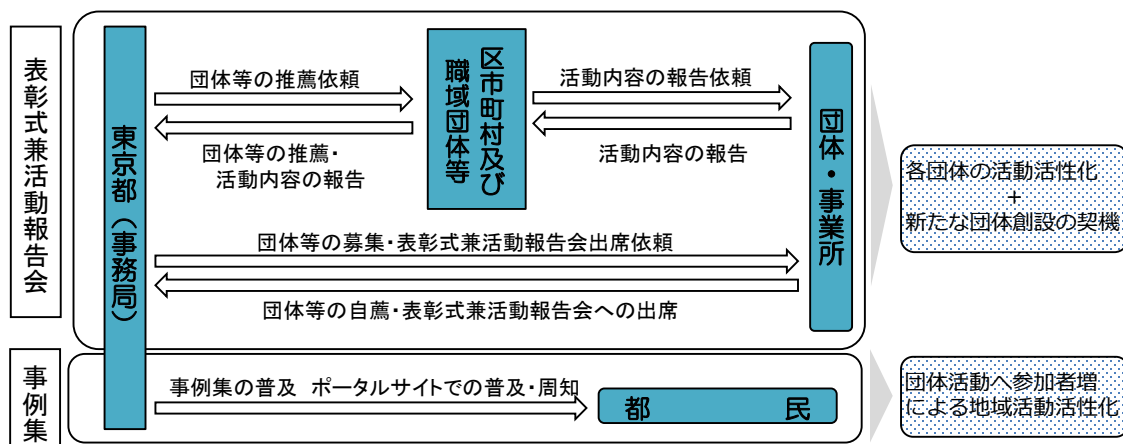 表彰式兼活動報告会
東京都（事務局）
団体等の推薦依頼
団体等の推薦・
活動内容の報告
区市町村及び
職域団体等
活動内容の報告依頼
活動内容の報告
団体・事業所
団体等の募集・表彰式兼活動報告会出席依頼
団体等の自薦・表彰式兼活動報告会への出席
各団体の活動活性化
+
新たな団体創設の契機
事例集
事例集の普及 ポータルサイトでの普及・周知
都 民
団体活動へ参加者増
による地域活動活性化